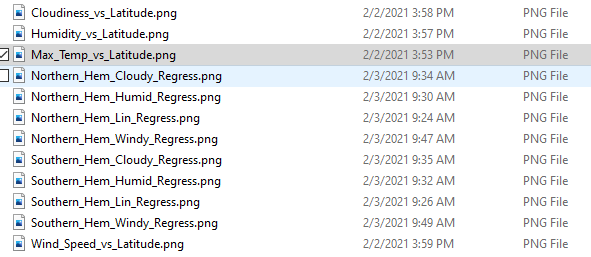 Cloudiness_vs_Latitude.png 2/2/2021 3:58 PM PNG File
Humidity_vs_Latitude.png 2/2/2021 3:57 PM PNG File
Max_Temp_vs_Latitude.png 2/2/2021 3:53 PM PNG File
Northern_Hem_Cloudy_Regress.png 2/3/2021 9:34 AM PNG File
Northern_Hem_Humid_Regress.png 2/3/2021 9:30 AM PNG File
Northern_Hem_Lin_Regress.png 2/3/2021 9:24 AM PNG File
Northern_Hem_Windy_Regress.png 2/3/2021 9:47 AM PNG File
Southern_Hem_Cloudy_Regress.png 2/3/2021 9:35 AM PNG File
Southern_Hem_Humid_Regress.png 2/3/2021 9:32 AM PNG File
Southern_Hem_Lin_Regress.png 2/3/2021 9:26 AM PNG File
Southern_Hem_Windy_Regress.png 2/3/2021 9:49 AM PNG File
Wind_Speed_vs_Latitude.png 2/2/2021 3:59 PM PNG File